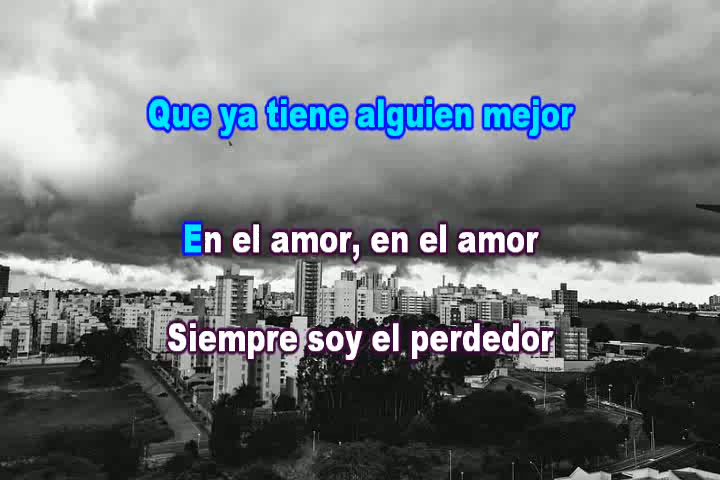 Que ya tiene alguien mejor
En el amor, en el amor
Siempre soy el perdedor